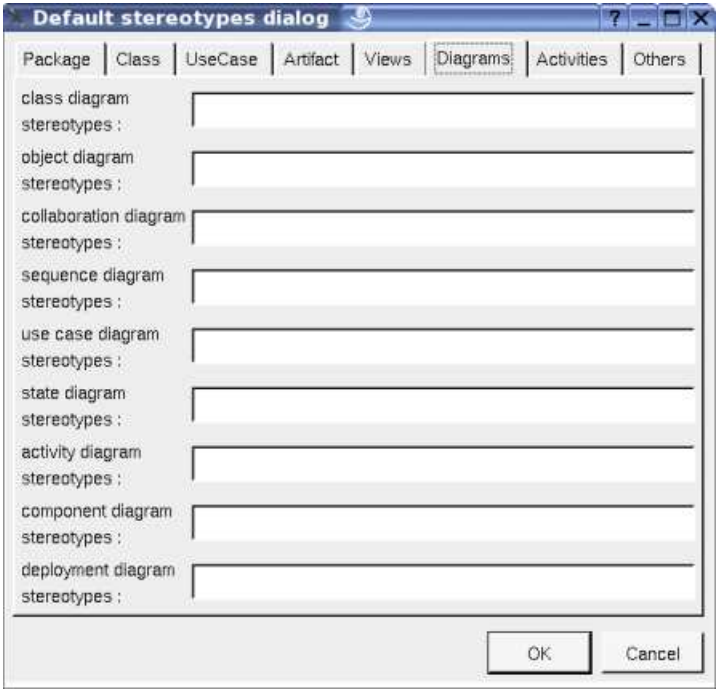 Default stereotypes dialog ? _ □ X
Package Class UseCase Artifact Views Diagrams Activities Others
class diagram
stereotypes :
object diagram
stereotypes :
collaboration diagram
stereotypes :
sequence diagram
stereotypes :
use case diagram
stereotypes :
state diagram
stereotypes :
activity diagram
stereotypes :
component diagram
stereotypes :
deployment diagram
stereotypes :
OK Cancel